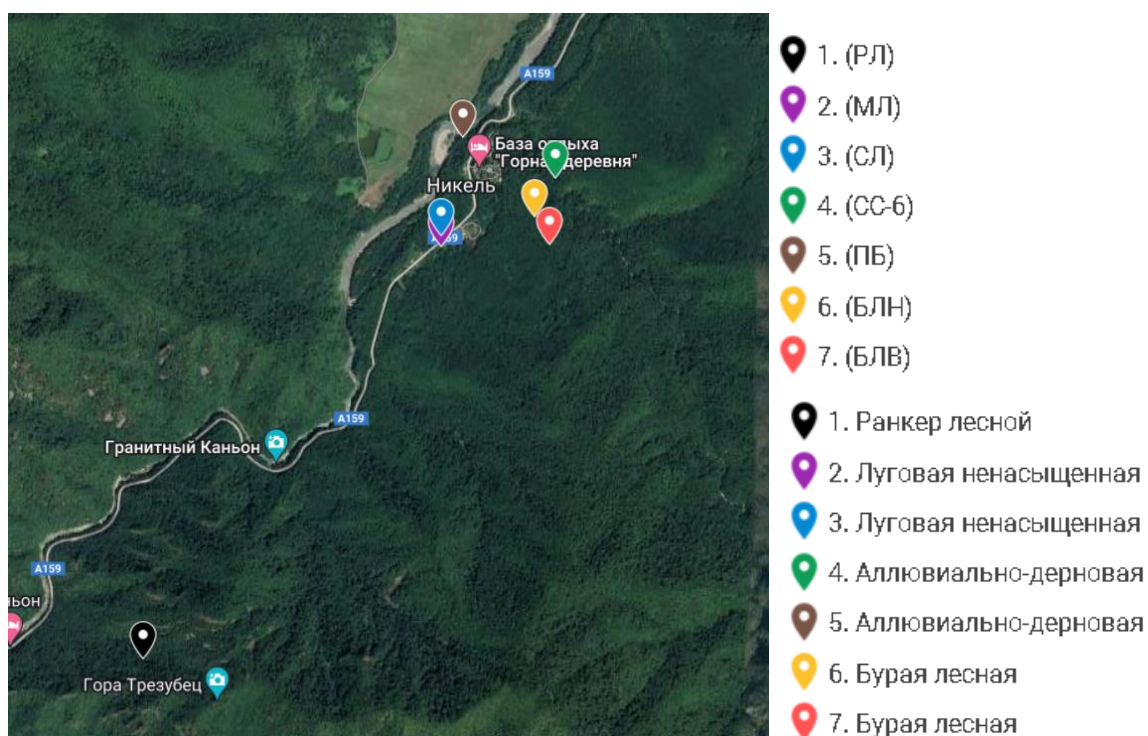 A159
База отдыха
"Горная деревня"
Никель
A159
Гранитный Каньон
A159
ньон
Гора Трезубец
1. (РЛ)
2. (МЛ)
3. (СЛ)
4. (СС-6)
5. (ПБ)
6. (БЛН)
7. (БЛВ)
1. Ранкер лесной
2. Луговая ненасыщенная
3. Луговая ненасыщенная
4. Аллювиально-дерновая
5. Аллювиально-дерновая
6. Бурая лесная
7. Бурая лесная